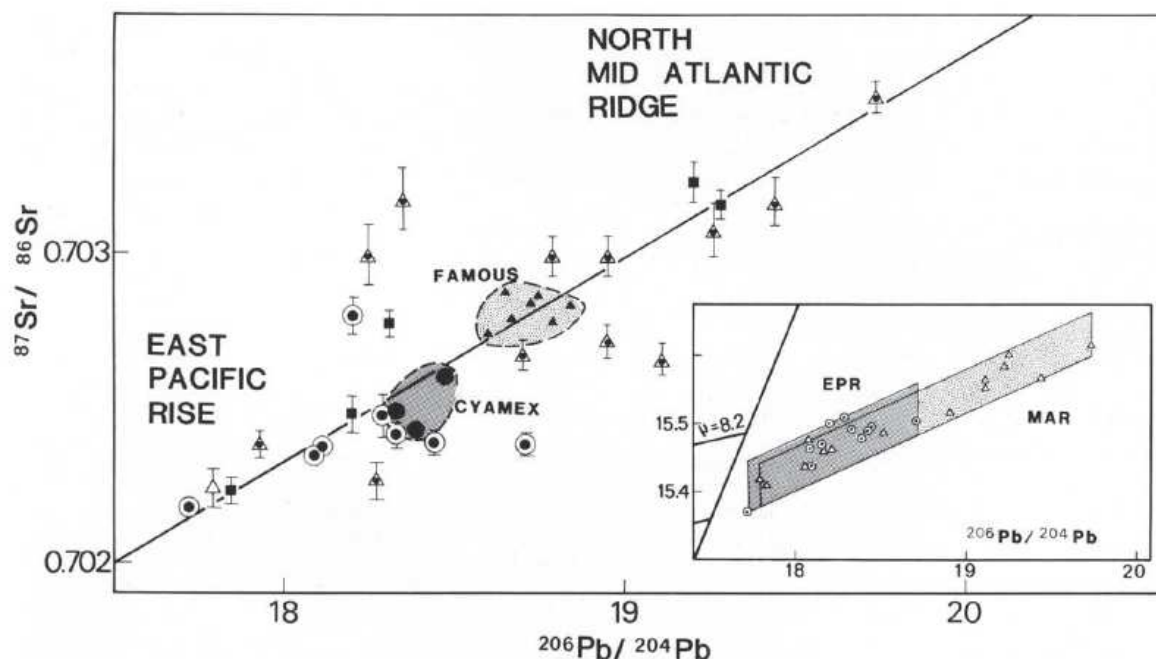 NORTH
MID ATLANTIC
RIDGE
⁸⁷Sr/ ⁸⁶Sr
0.703
FAMOUS
EAST
PACIFIC
RISE
CYAMEX
0.702
18
19
20
²⁰⁶Pb/ ²⁰⁴Pb
EPR
MAR
μ=8.2
15.5
15.4
²⁰⁶Pb/ ²⁰⁴Pb
18
19
20